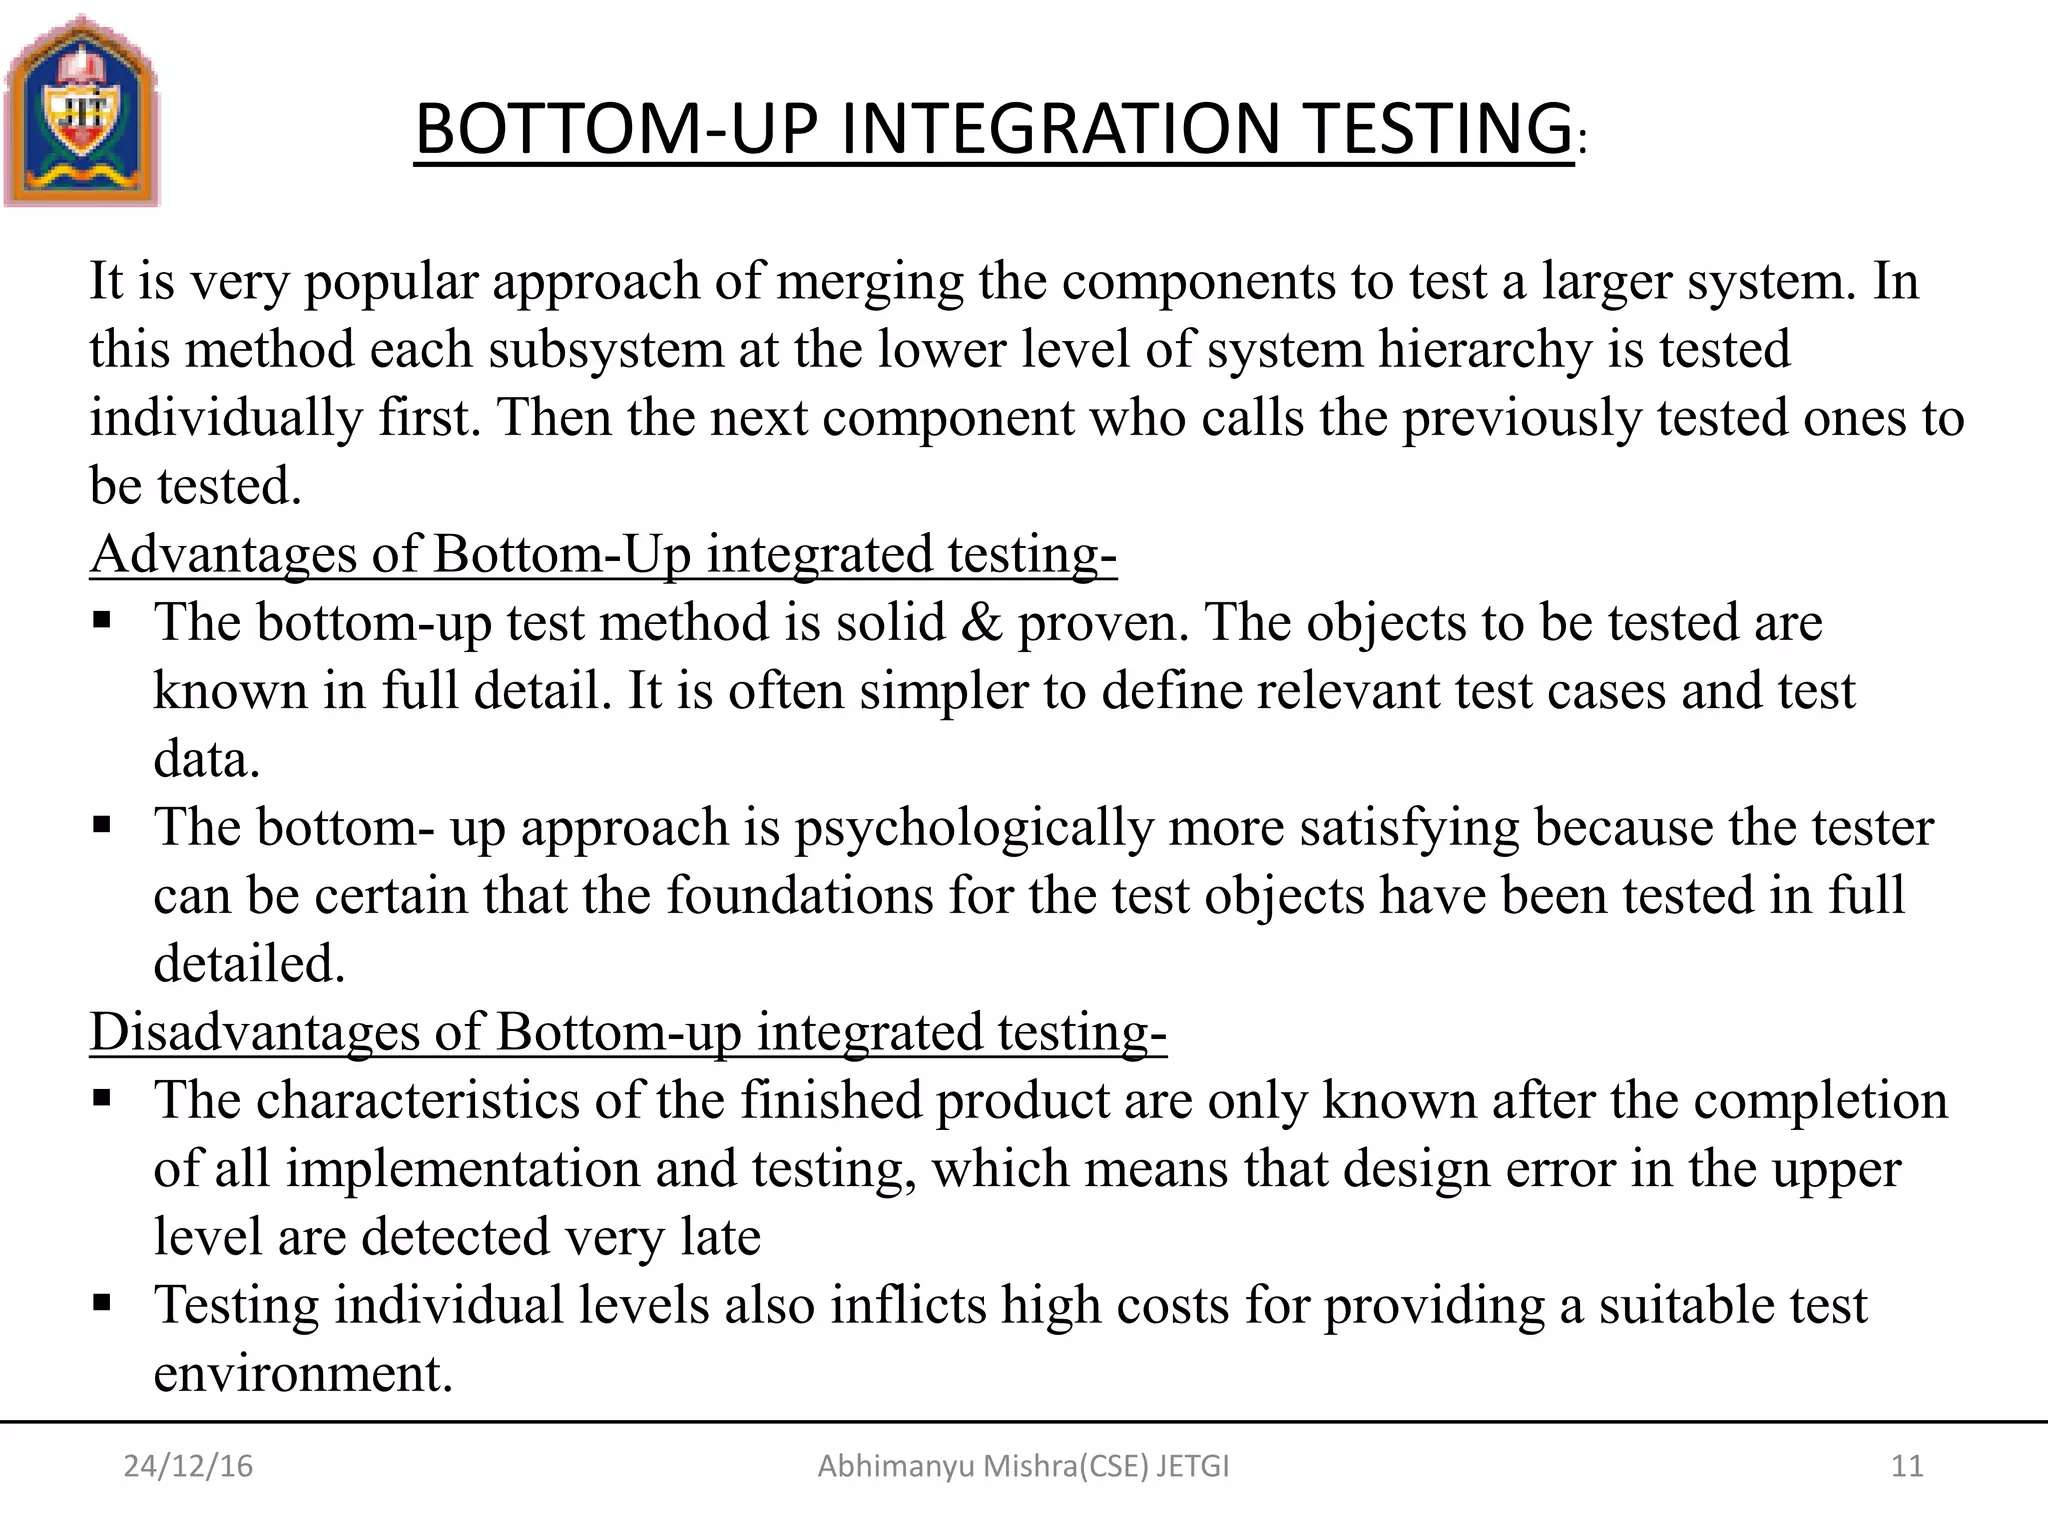 JIT
BOTTOM-UP INTEGRATION TESTING:
It is very popular approach of merging the components to test a larger system. In
this method each subsystem at the lower level of system hierarchy is tested
individually first. Then the next component who calls the previously tested ones to
be tested.
Advantages of Bottom-Up integrated testing-
▪ The bottom-up test method is solid & proven. The objects to be tested are
known in full detail. It is often simpler to define relevant test cases and test
data.
▪ The bottom- up approach is psychologically more satisfying because the tester
can be certain that the foundations for the test objects have been tested in full
detailed.
Disadvantages of Bottom-up integrated testing-
▪ The characteristics of the finished product are only known after the completion
of all implementation and testing, which means that design error in the upper
level are detected very late
▪ Testing individual levels also inflicts high costs for providing a suitable test
environment.
24/12/16
Abhimanyu Mishra(CSE) JETGI
11